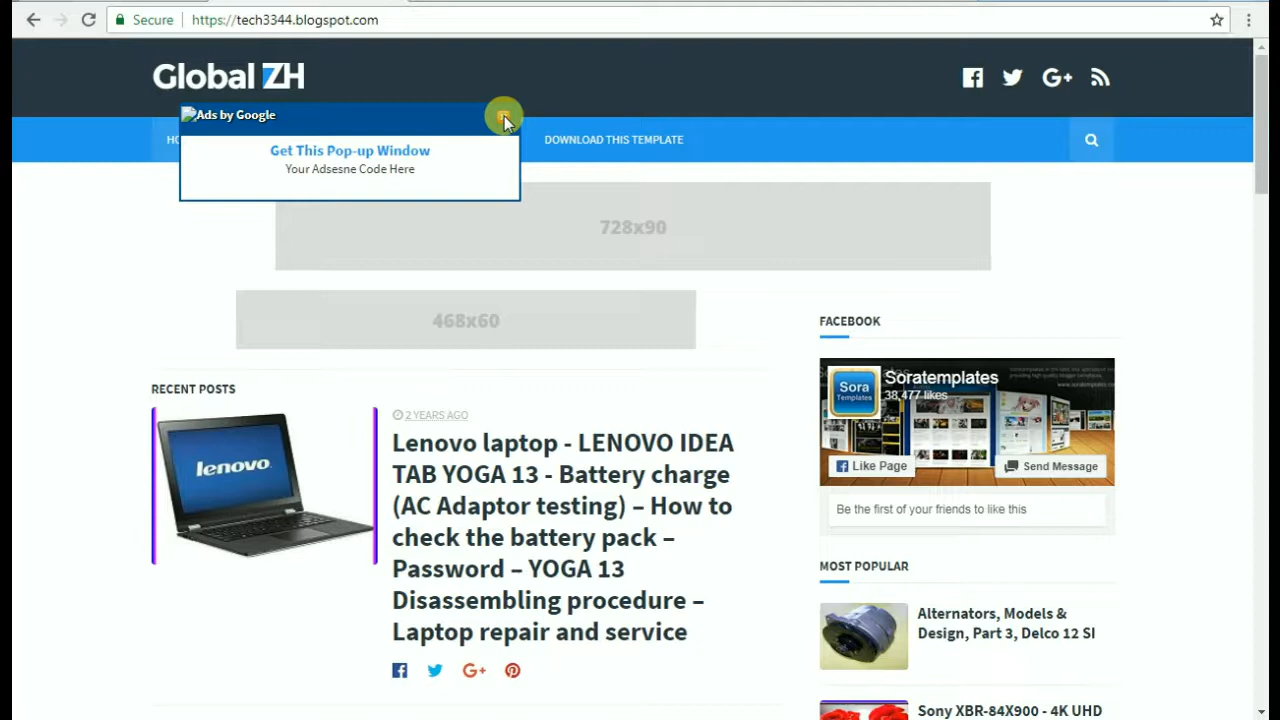 Secure
https://tech3344.blogspot.com
Global ZH
Ads by Google
HO
DOWNLOAD THIS TEMPLATE
Get This Pop-up Window
Your Adsesne Code Here
728x90
468x60
RECENT POSTS
lenovo
2 YEARS AGO
Lenovo laptop - LENOVO IDEA
TAB YOGA 13 - Battery charge
(AC Adaptor testing) – How to
check the battery pack –
Password – YOGA 13
Disassembling procedure –
Laptop repair and service
FACEBOOK
Sora
Templates
Soratemplates
38,477 likes
Like Page
Send Message
Be the first of your friends to like this
MOST POPULAR
Alternators, Models &
Design, Part 3, Delco 12 SI
Sony XBR-84X900 - 4K UHD